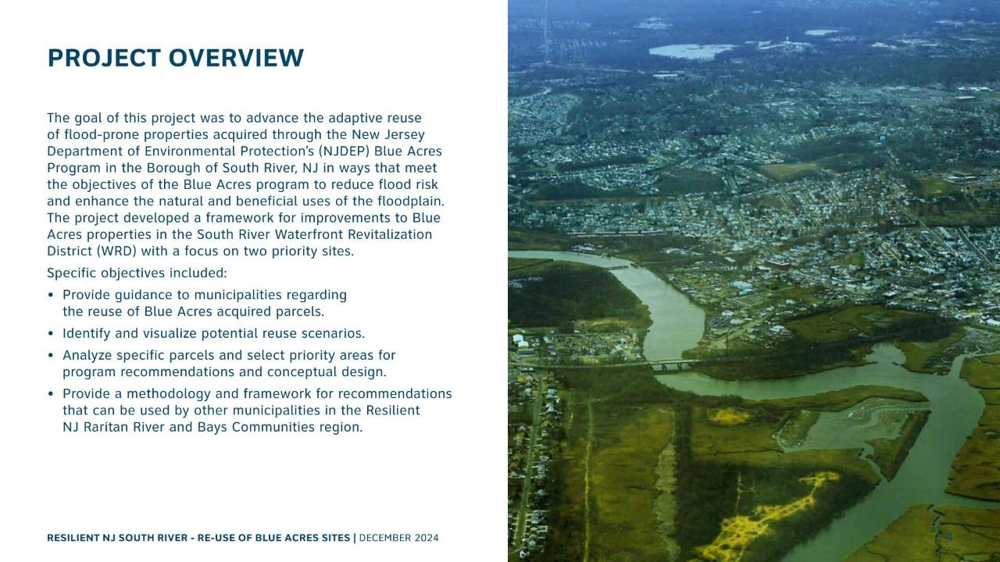 PROJECT OVERVIEW
The goal of this project was to advance the adaptive reuse
of flood-prone properties acquired through the New Jersey
Department of Environmental Protection's (NJDEP) Blue Acres
Program in the Borough of South River, NJ in ways that meet
the objectives of the Blue Acres program to reduce flood risk
and enhance the natural and beneficial uses of the floodplain.
The project developed a framework for improvements to Blue
Acres properties in the South River Waterfront Revitalization
District (WRD) with a focus on two priority sites.
Specific objectives included:
• Provide guidance to municipalities regarding
the reuse of Blue Acres acquired parcels.
• Identify and visualize potential reuse scenarios.
• Analyze specific parcels and select priority areas for
program recommendations and conceptual design.
• Provide a methodology and framework for recommendations
that can be used by other municipalities in the Resilient
NJ Raritan River and Bays Communities region.
RESILIENT NJ SOUTH RIVER - RE-USE OF BLUE ACRES SITES | DECEMBER 2024
4